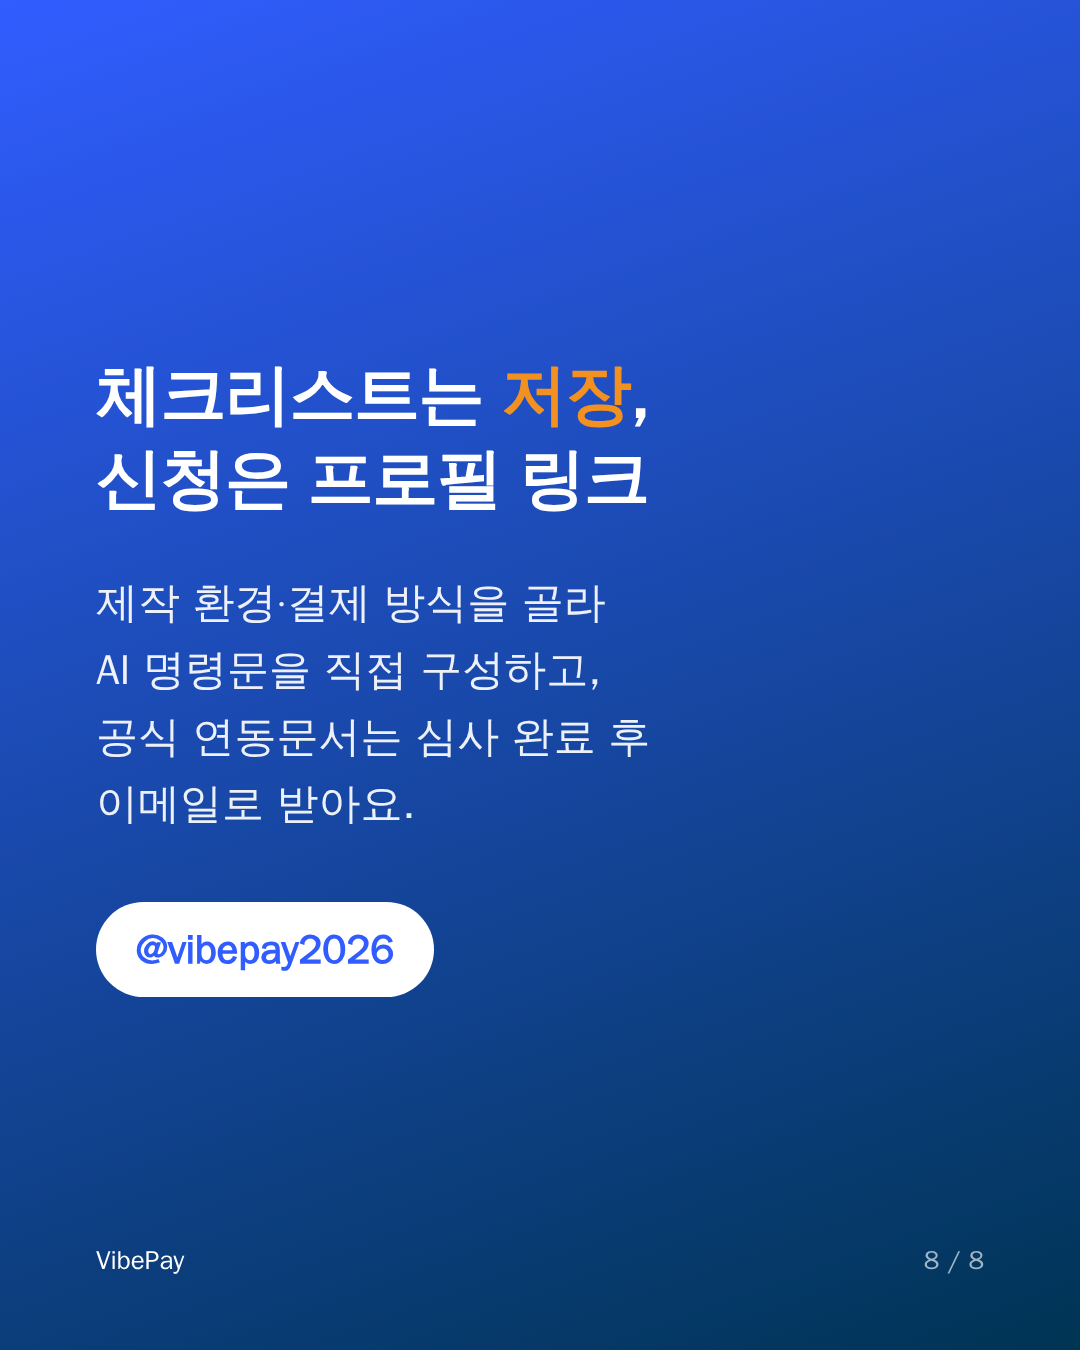 체크리스트는 저장,
신청은 프로필 링크
제작 환경·결제 방식을 골라
AI 명령문을 직접 구성하고,
공식 연동문서는 심사 완료 후
이메일로 받아요.
@vibepay2026
VibePay
8 / 8